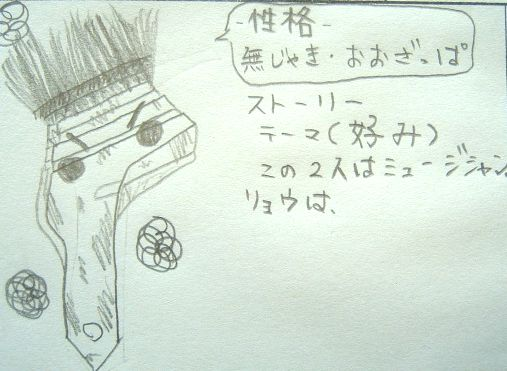 -性格-
無じゃき・おおざっぱ
ストーリー
テーマ(好み)
この2人はミュージシャン。
リョウは、